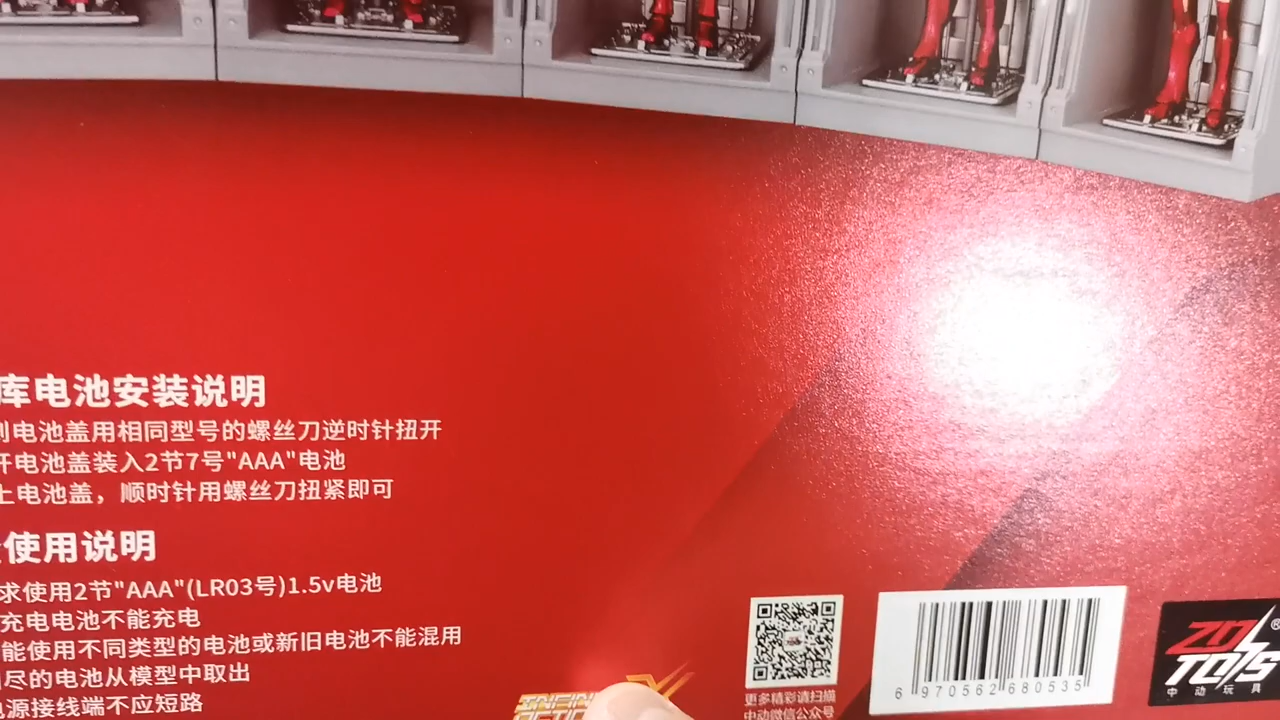 库电池安装说明
电池盖用相同型号的螺丝刀逆时针扭开
开电池盖装入2节7号"AAA"电池
上电池盖，顺时针用螺丝刀扭紧即可
使用说明
求使用2节"AAA"(LR03号)1.5v电池
充电电池不能充电
能使用不同类型的电池或新旧电池不能混用
尽的电池从模型中取出
电源接线端不应短路
更多精彩请扫描
中动微信公众号
6 970562 680535
ZD
TOYS
®
中动玩具